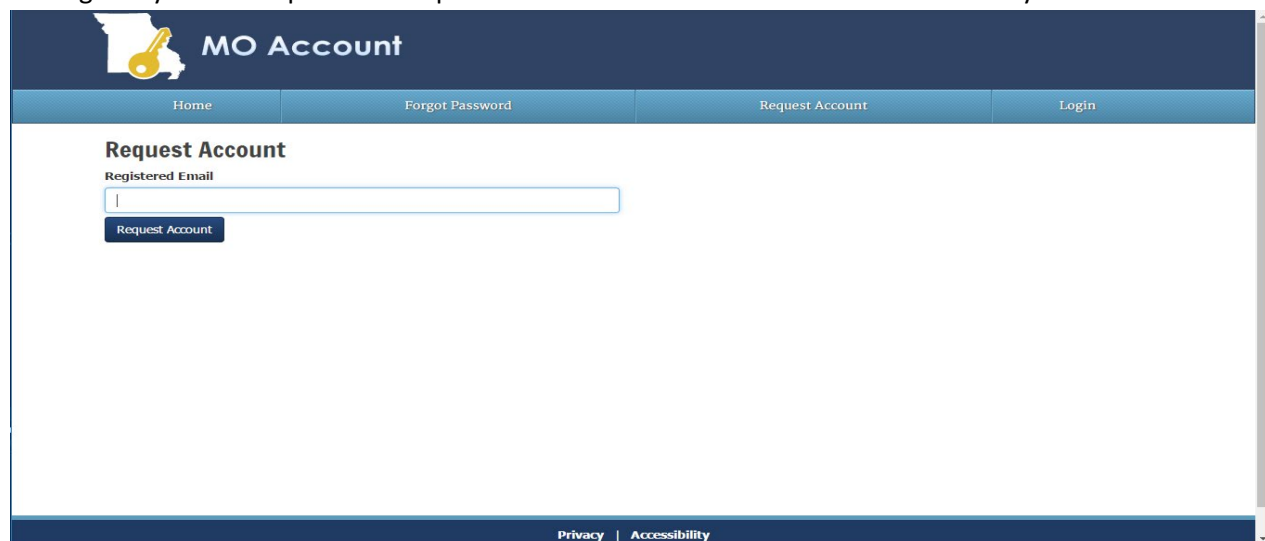 MO Account
Home Forgot Password Request Account Login
Request Account
Registered Email
Request Account
Privacy | Accessibility